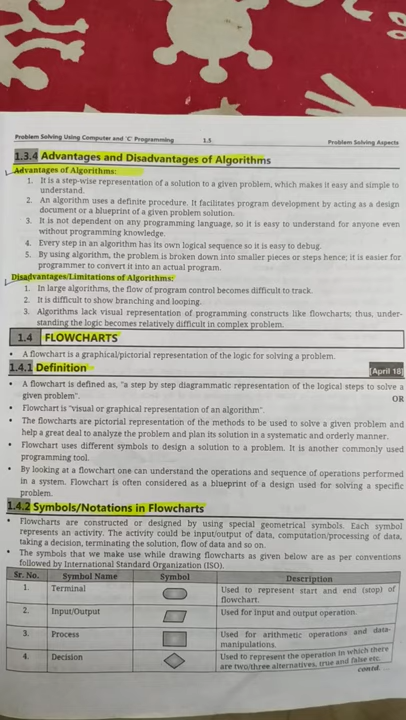 Problem Solving Using Computer and 'C' Programming 1.5 Problem Solving Aspects
1.3.4 Advantages and Disadvantages of Algorithms
Advantages of Algorithms:
1. It is a step-wise representation of a solution to a given problem, which makes it easy and simple to
understand.
2. An algorithm uses a definite procedure. It facilitates program development by acting as a design
document or a blueprint of a given problem solution.
3. It is not dependent on any programming language, so it is easy to understand for anyone even
without programming knowledge.
4. Every step in an algorithm has its own logical sequence so it is easy to debug.
5. By using algorithm, the problem is broken down into smaller pieces or steps hence; it is easier for
programmer to convert it into an actual program.
Disadvantages/Limitations of Algorithms:
1. In large algorithms, the flow of program control becomes difficult to track.
2. It is difficult to show branching and looping.
3. Algorithms lack visual representation of programming constructs like flowcharts; thus, under-
standing the logic becomes relatively difficult in complex problem.
1.4 FLOWCHARTS
• A flowchart is a graphical/pictorial representation of the logic for solving a problem.
1.4.1 Definition [April 18]
• A flowchart is defined as, "a step by step diagrammatic representation of the logical steps to solve a
given problem". OR
• Flowchart is "visual or graphical representation of an algorithm".
• The flowcharts are pictorial representation of the methods to be used to solve a given problem and
help a great deal to analyze the problem and plan its solution in a systematic and orderly manner.
• Flowchart uses different symbols to design a solution to a problem. It is another commonly used
programming tool.
• By looking at a flowchart one can understand the operations and sequence of operations performed
in a system. Flowchart is often considered as a blueprint of a design used for solving a specific
problem.
1.4.2 Symbols/Notations in Flowcharts
• Flowcharts are constructed or designed by using special geometrical symbols. Each symbol
represents an activity. The activity could be input/output of data, computation/processing of data,
taking a decision, terminating the solution, flow of data and so on.
• The symbols that we make use while drawing flowcharts as given below are as per conventions
followed by International Standard Organization (ISO).
Sr. No. Symbol Name Symbol Description
1. Terminal Used to represent start and end (stop) of
flowchart.
2. Input/Output Used for input and output operation.
3. Process Used for arithmetic operations and data-
manipulations.
4. Decision Used to represent the operation in which there
are two/three alternatives, true and false etc.
contd. ...